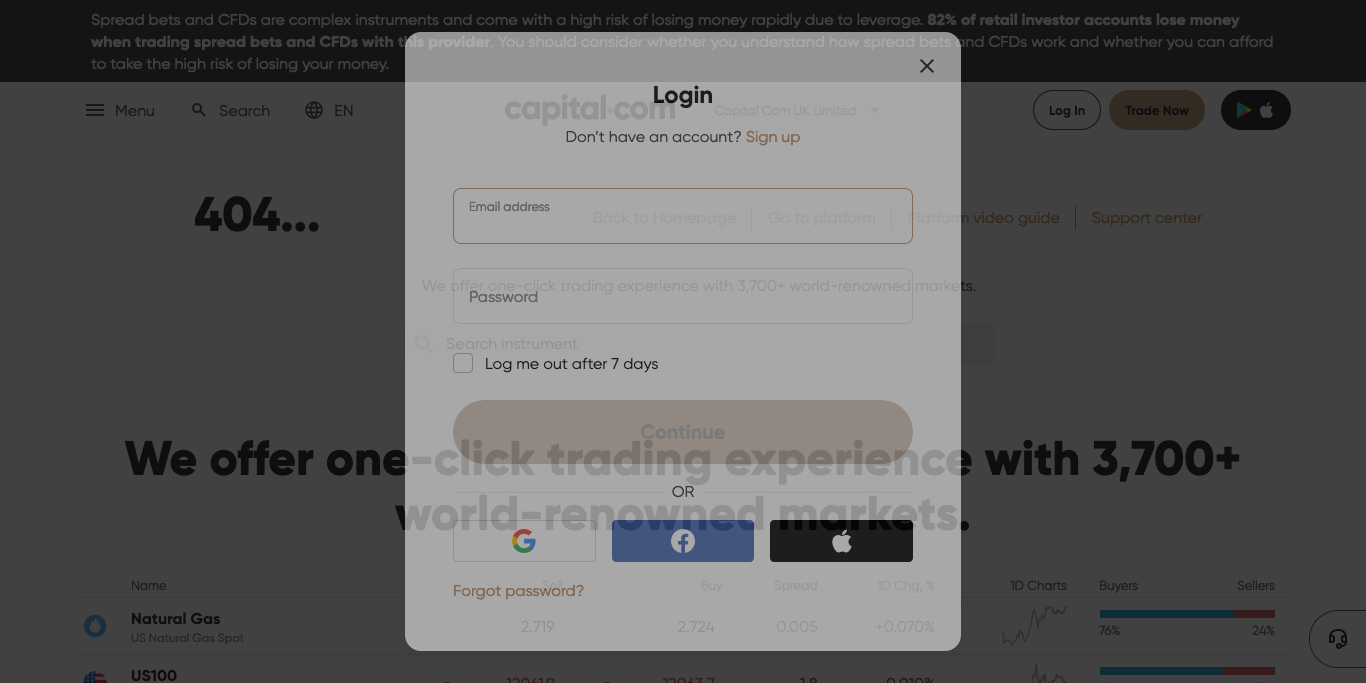 Spread bets and CFDs are complex instruments and come with a high risk of losing money rapidly due to leverage. 82% of retail investor accounts lose money
when trading spread bets and CFDs with this provider. You should consider whether you understand how spread bets and CFDs work and whether you can afford
to take the high risk of losing your money.
Menu
Search
EN
capital.com
Capital Com UK Limited
Log In
Trade Now
Login
Don't have an account? Sign up
404...
Back to Homepage
Go to platform
Platform video guide
Support center
Email address
We offer one-click trading experience with 3,700+ world-renowned markets.
Password
Search instrument
Log me out after 7 days
Continue
We offer one-click trading experience with 3,700+
world-renowned markets.
OR
Forgot password?
Name
Sell
Buy
Spread
1D Chg, %
1D Charts
Buyers
Sellers
Natural Gas
US Natural Gas Spot
2.719
2.724
0.005
+0.070%
76%
24%
US100